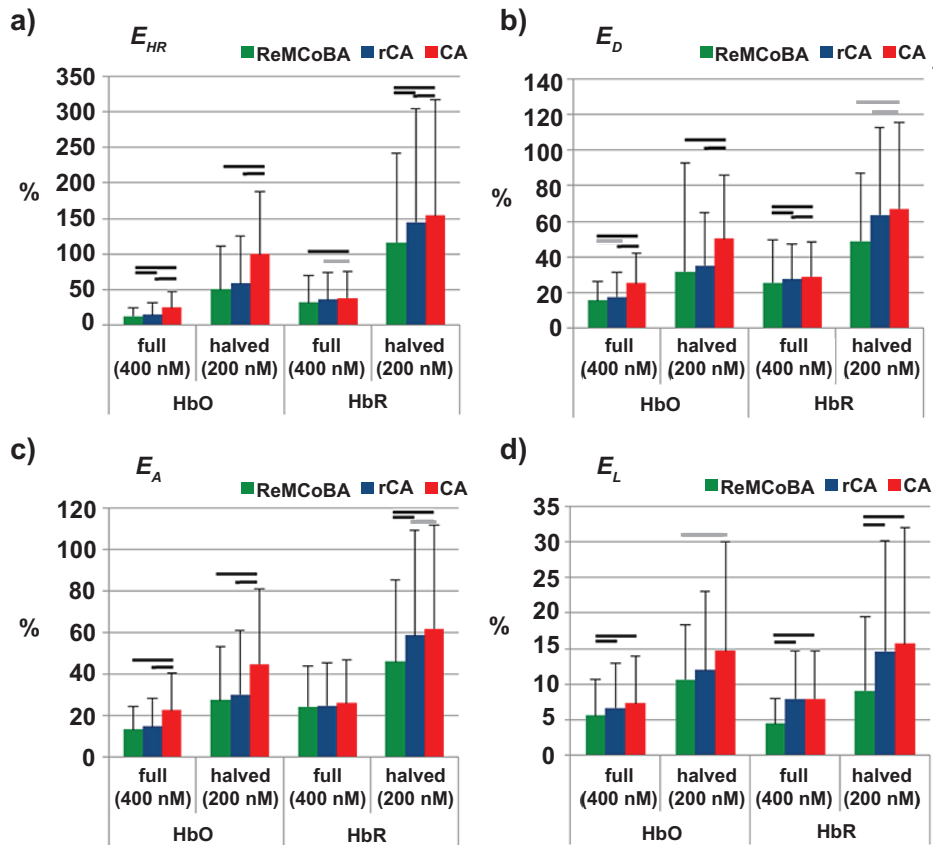 a)
E_HR
ReMCoBA rCA CA
350
300
250
200
150
100
50
0
%
full (400 nM)
halved (200 nM)
full (400 nM)
halved (200 nM)
HbO HbR
b)
E_D
ReMCoBA rCA CA
140
120
100
80
60
40
20
0
%
full (400 nM)
halved (200 nM)
full (400 nM)
halved (200 nM)
HbO HbR
c)
E_A
ReMCoBA rCA CA
120
100
80
60
40
20
0
%
full (400 nM)
halved (200 nM)
full (400 nM)
halved (200 nM)
HbO HbR
d)
E_L
ReMCoBA rCA CA
35
30
25
20
15
10
5
0
%
full (400 nM)
halved (200 nM)
full (400 nM)
halved (200 nM)
HbO HbR